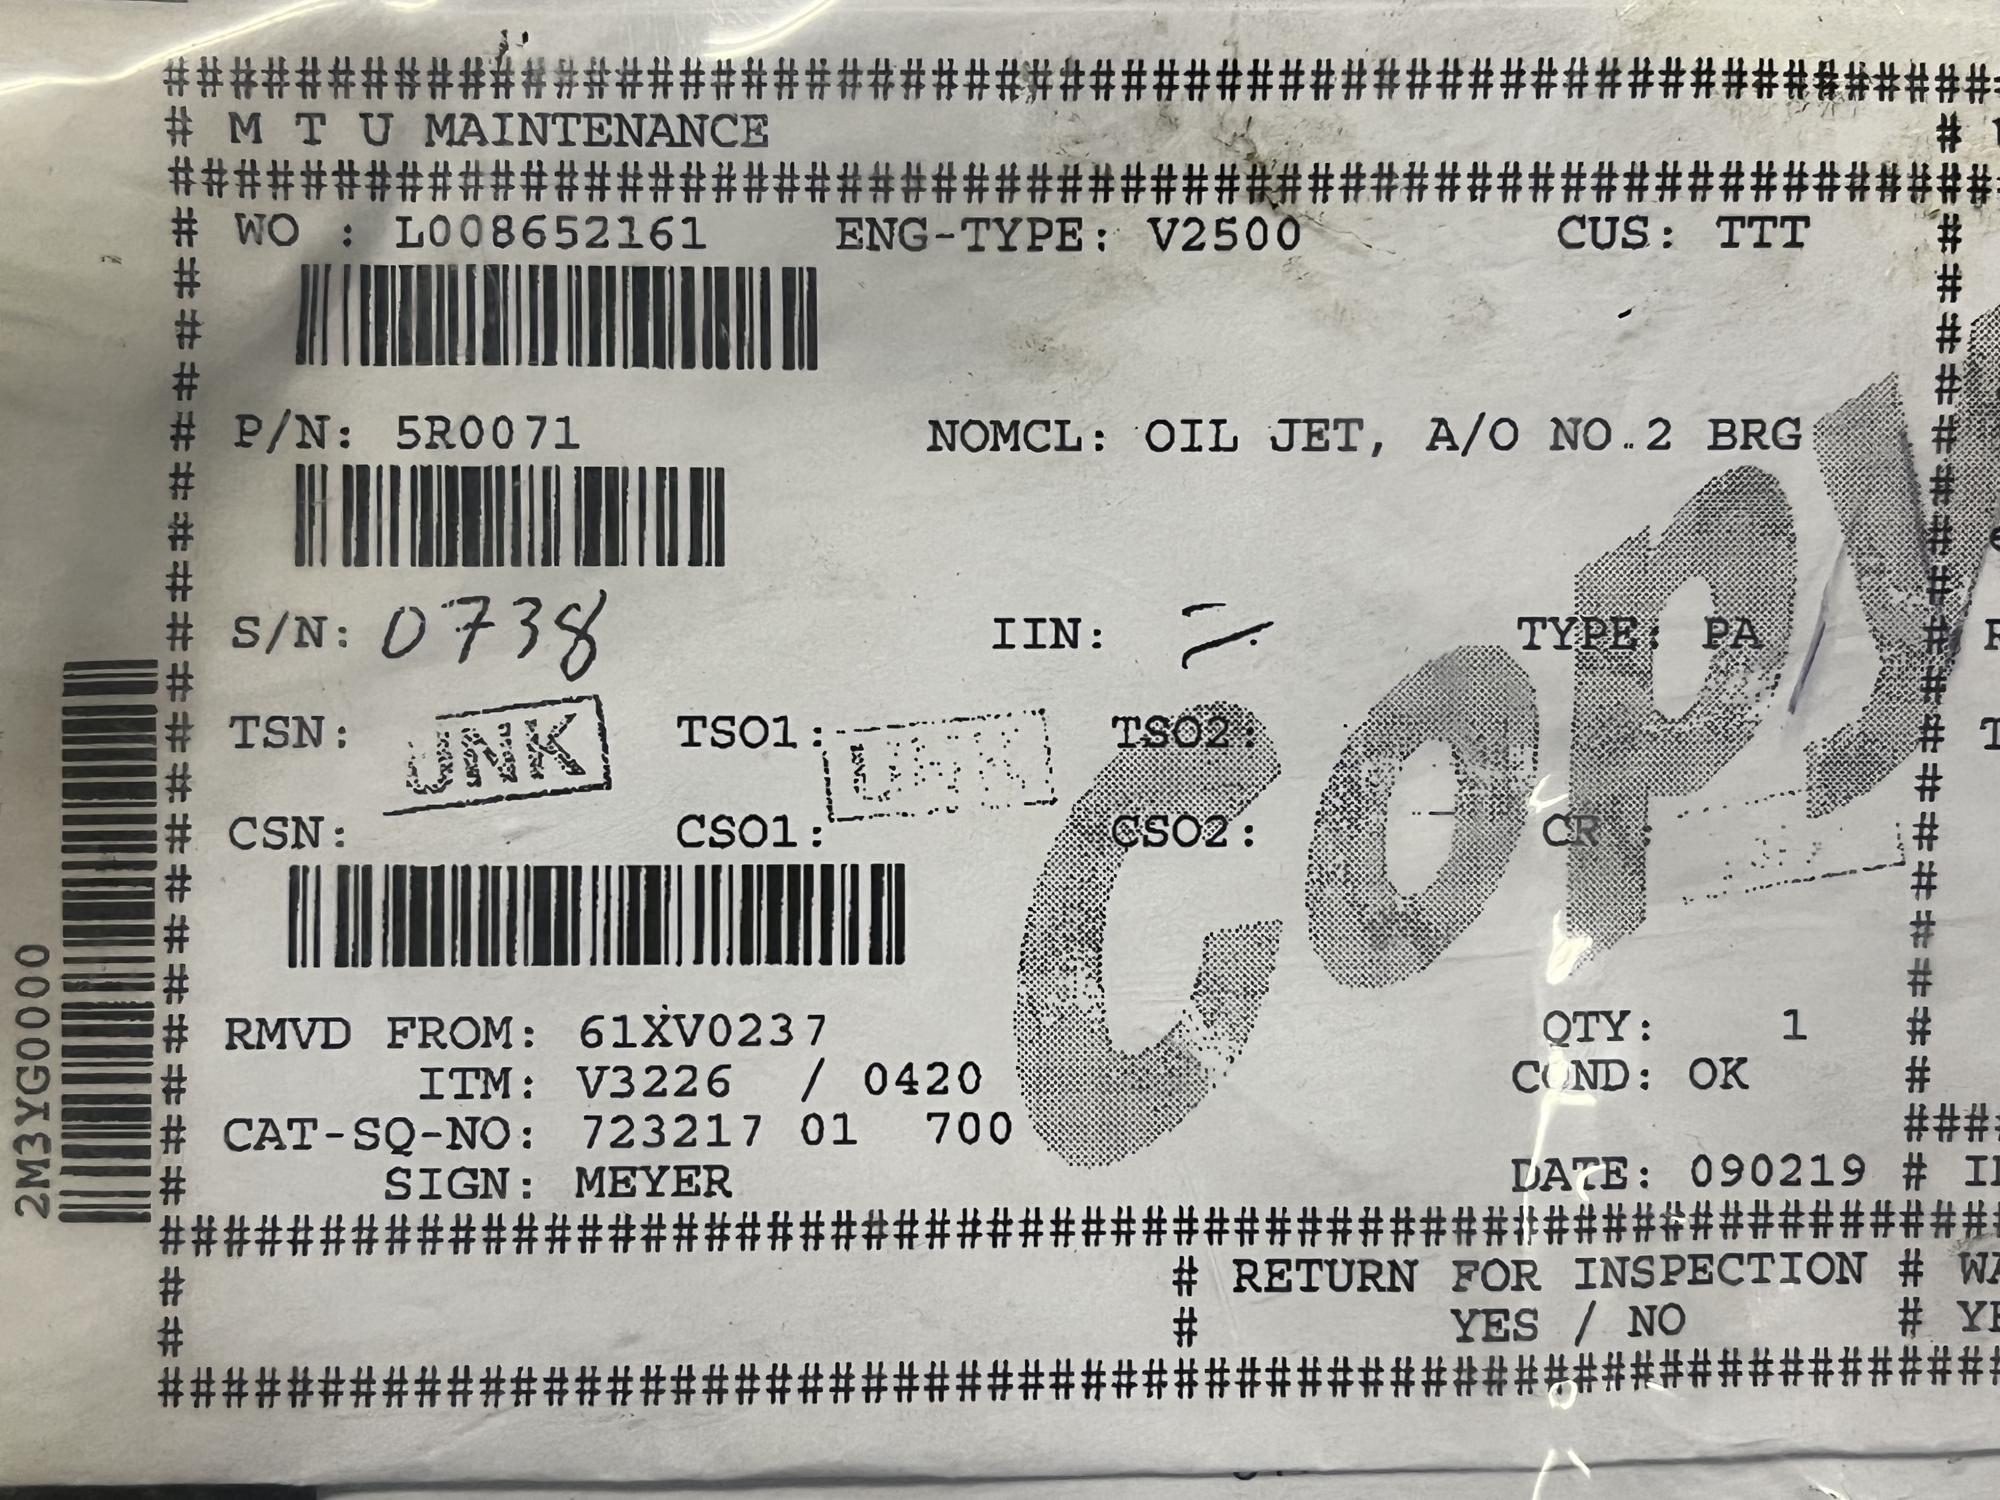 ##########################################################
# M T U MAINTENANCE #
##########################################################
# WO : L008652161 ENG-TYPE: V2500 CUS: TTT #
# P/N: 5R0071 NOMCL: OIL JET, A/O NO.2 BRG #
# S/N: 0738 IIN: TYPE: PA #
# TSN: UNK TSO1: UNK TSO2: #
# CSN: CSO1: CSO2: CR : #
# RMVD FROM: 61XV0237 QTY: 1 #
# ITM: V3226 / 0420 COND: OK #
# CAT-SQ-NO: 723217 01 700 ###
# SIGN: MEYER DATE: 090219 #
##########################################################
# # RETURN FOR INSPECTION #
# # YES / NO #
##########################################################
2M3YG0000
Copy